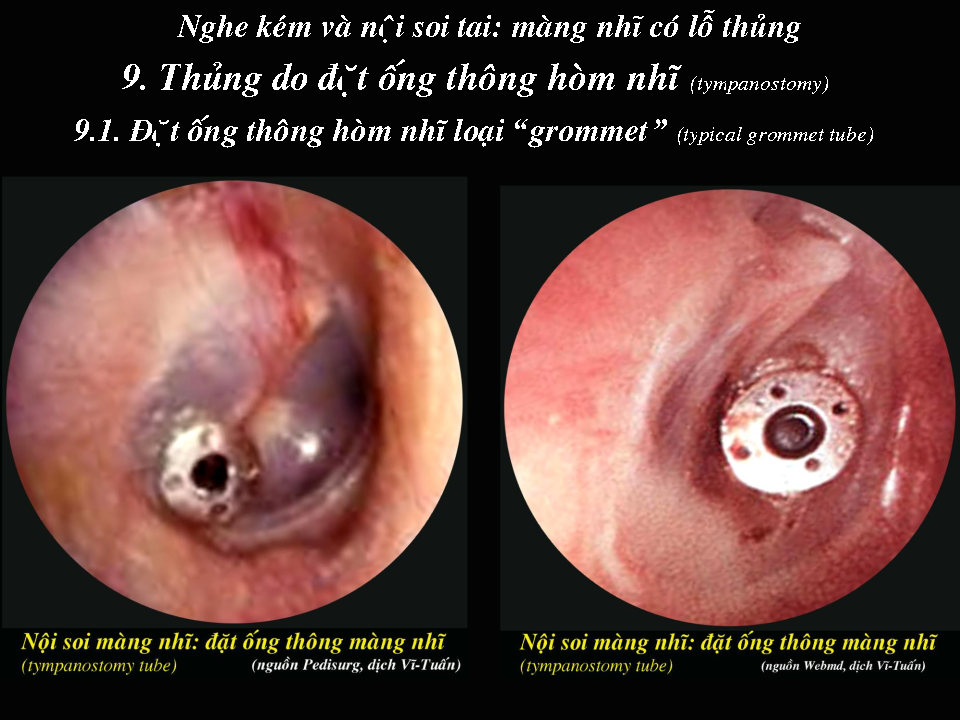 Nghe kém và nội soi tai: màng nhĩ có lỗ thủng
9. Thủng do đặt ống thông hòm nhĩ (tympanostomy)
9.1. Đặt ống thông hòm nhĩ loại “grommet” (typical grommet tube)
Nội soi màng nhĩ: đặt ống thông màng nhĩ
(tympanostomy tube) (nguồn Pedisurg, dịch Vĩ-Tuấn)
Nội soi màng nhĩ: đặt ống thông màng nhĩ
(tympanostomy tube) (nguồn Webmd, dịch Vĩ-Tuấn)